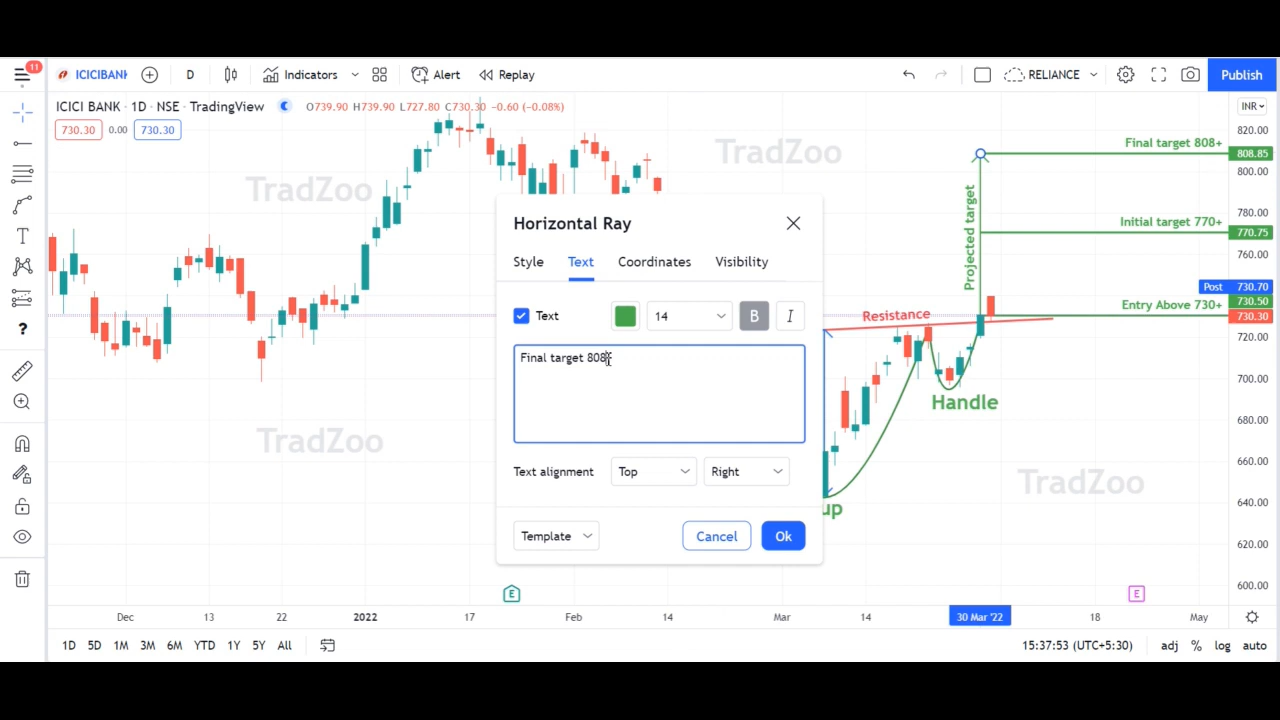 11
ICICIBANK
D
Indicators
Alert
Replay
RELIANCE
Publish
ICICI BANK · 1D · NSE · TradingView
O739.90 H739.90 L727.80 C730.30 −0.60 (−0.08%)
INR
730.30 0.00 730.30
TradZoo
TradZoo
TradZoo
TradZoo
Horizontal Ray
Style
Text
Coordinates
Visibility
Text
14
B
I
Final target 808
Text alignment
Top
Right
Template
Cancel
Ok
Final target 808+
Initial target 770+
Entry Above 730+
Projected target
Resistance
Handle
up
820.00
808.85
800.00
780.00
770.75
760.00
Post 730.70
730.50
730.30
720.00
700.00
680.00
660.00
640.00
620.00
600.00
E
E
Dec
13
22
2022
17
Feb
14
Mar
14
30 Mar '22
18
May
1D
5D
1M
3M
6M
YTD
1Y
5Y
All
15:37:53 (UTC+5:30)
adj
%
log
auto